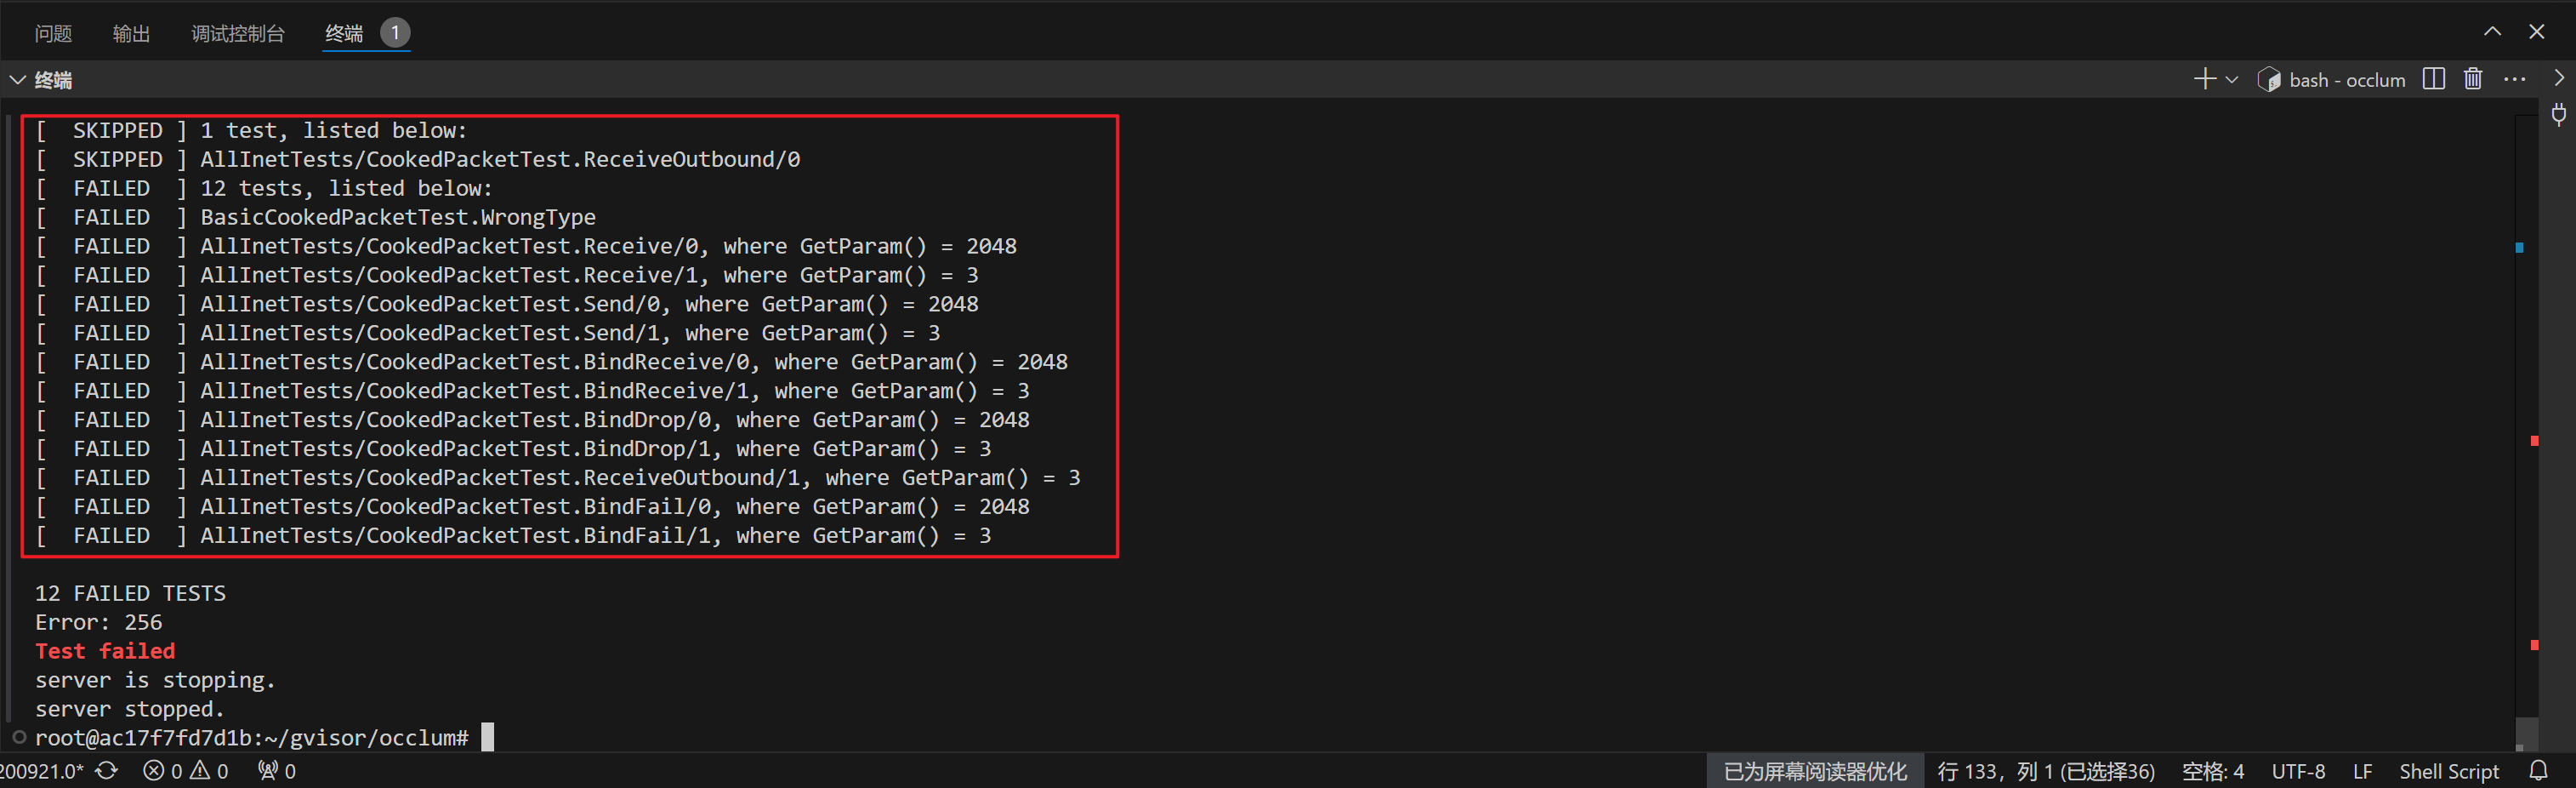 问题 输出 调试控制台 终端 1
终端 bash - occlum
[  SKIPPED ] 1 test, listed below:
[  SKIPPED ] AllInetTests/CookedPacketTest.ReceiveOutbound/0
[  FAILED  ] 12 tests, listed below:
[  FAILED  ] BasicCookedPacketTest.WrongType
[  FAILED  ] AllInetTests/CookedPacketTest.Receive/0, where GetParam() = 2048
[  FAILED  ] AllInetTests/CookedPacketTest.Receive/1, where GetParam() = 3
[  FAILED  ] AllInetTests/CookedPacketTest.Send/0, where GetParam() = 2048
[  FAILED  ] AllInetTests/CookedPacketTest.Send/1, where GetParam() = 3
[  FAILED  ] AllInetTests/CookedPacketTest.BindReceive/0, where GetParam() = 2048
[  FAILED  ] AllInetTests/CookedPacketTest.BindReceive/1, where GetParam() = 3
[  FAILED  ] AllInetTests/CookedPacketTest.BindDrop/0, where GetParam() = 2048
[  FAILED  ] AllInetTests/CookedPacketTest.BindDrop/1, where GetParam() = 3
[  FAILED  ] AllInetTests/CookedPacketTest.ReceiveOutbound/1, where GetParam() = 3
[  FAILED  ] AllInetTests/CookedPacketTest.BindFail/0, where GetParam() = 2048
[  FAILED  ] AllInetTests/CookedPacketTest.BindFail/1, where GetParam() = 3
12 FAILED TESTS
Error: 256
Test failed
server is stopping.
server stopped.
root@ac17f7fd7d1b:~/gvisor/occlum#
200921.0* 0 0 0 已为屏幕阅读器优化 行 133，列 1 (已选择36) 空格: 4 UTF-8 LF Shell Script